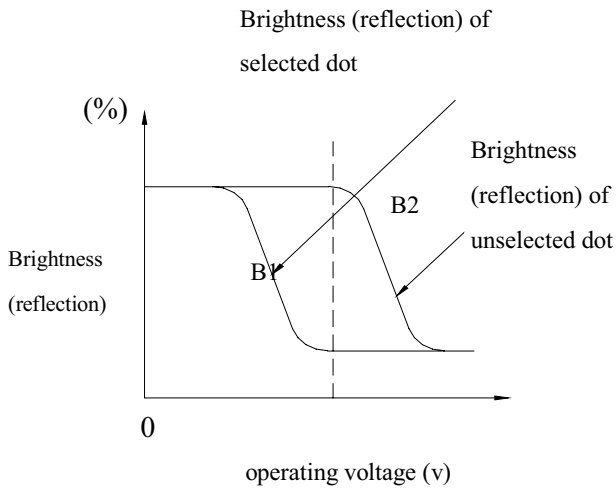 Brightness (reflection) of
selected dot
(%)
Brightness
(reflection) of
unselected dot
B2
B1
Brightness
(reflection)
0
operating voltage (v)